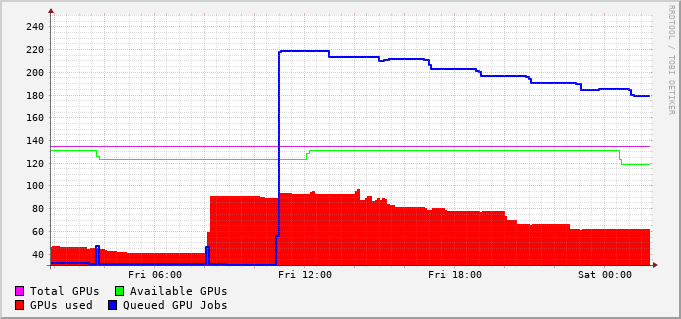 RRDTOOL / TOBI OETIKER
240
220
200
180
160
140
120
100
80
60
40
Fri 06:00 Fri 12:00 Fri 18:00 Sat 00:00
Total GPUs Available GPUs
GPUs used Queued GPU Jobs